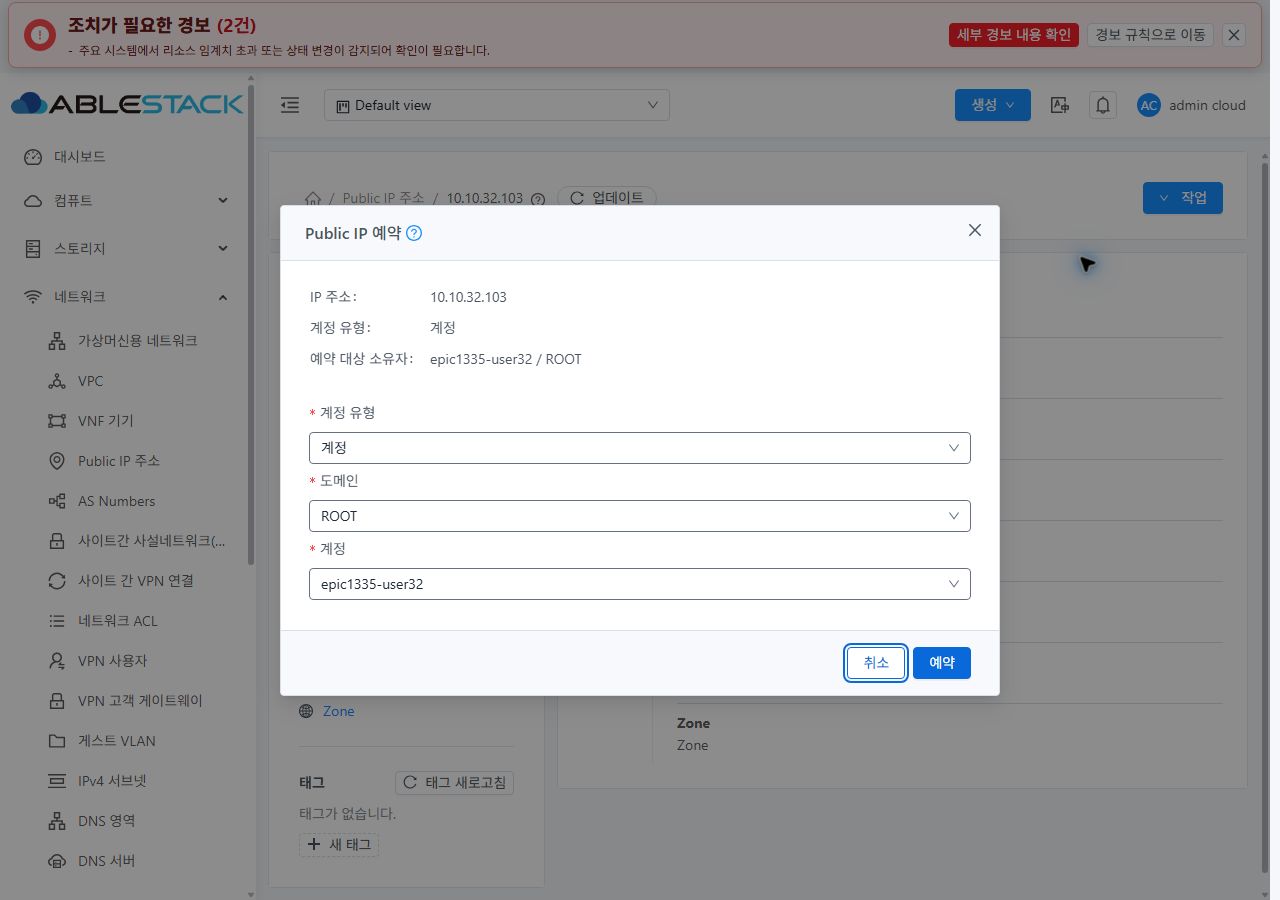 조치가 필요한 경보 (2건)
- 주요 시스템에서 리소스 임계치 초과 또는 상태 변경이 감지되어 확인이 필요합니다.
세부 경보 내용 확인
경보 규칙으로 이동
ABLESTACK
Default view
생성
AC
admin cloud
대시보드
컴퓨트
스토리지
네트워크
가상머신용 네트워크
VPC
VNF 기기
Public IP 주소
AS Numbers
사이트간 사설네트워크(...
사이트 간 VPN 연결
네트워크 ACL
VPN 사용자
VPN 고객 게이트웨이
게스트 VLAN
IPv4 서브넷
DNS 영역
DNS 서버
/ Public IP 주소 / 10.10.32.103
업데이트
작업
Public IP 예약
IP 주소: 10.10.32.103
계정 유형: 계정
예약 대상 소유자: epic1335-user32 / ROOT
* 계정 유형
계정
* 도메인
ROOT
* 계정
epic1335-user32
취소
예약
Zone
태그
태그 새로고침
태그가 없습니다.
새 태그
Zone
Zone